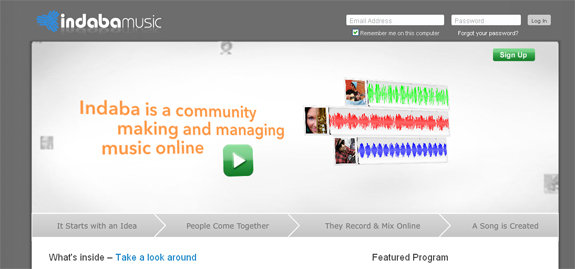 indabamusic
Email Address
Password
Log In
Remember me on this computer
Forgot your password?
Sign Up
Indaba is a community
making and managing
music online
It Starts with an Idea
People Come Together
They Record & Mix Online
A Song is Created
What's inside – Take a look around
Featured Program